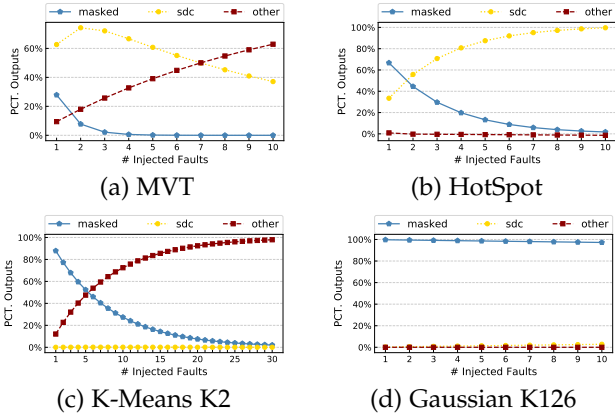 masked sdc other
PCT. Outputs
60%
40%
20%
0%
1 2 3 4 5 6 7 8 9 10
# Injected Faults
(a) MVT
masked sdc other
PCT. Outputs
100%
80%
60%
40%
20%
0%
1 2 3 4 5 6 7 8 9 10
# Injected Faults
(b) HotSpot
masked sdc other
PCT. Outputs
100%
80%
60%
40%
20%
0%
1 5 10 15 20 25 30
# Injected Faults
(c) K-Means K2
masked sdc other
PCT. Outputs
100%
80%
60%
40%
20%
0%
1 2 3 4 5 6 7 8 9 10
# Injected Faults
(d) Gaussian K126